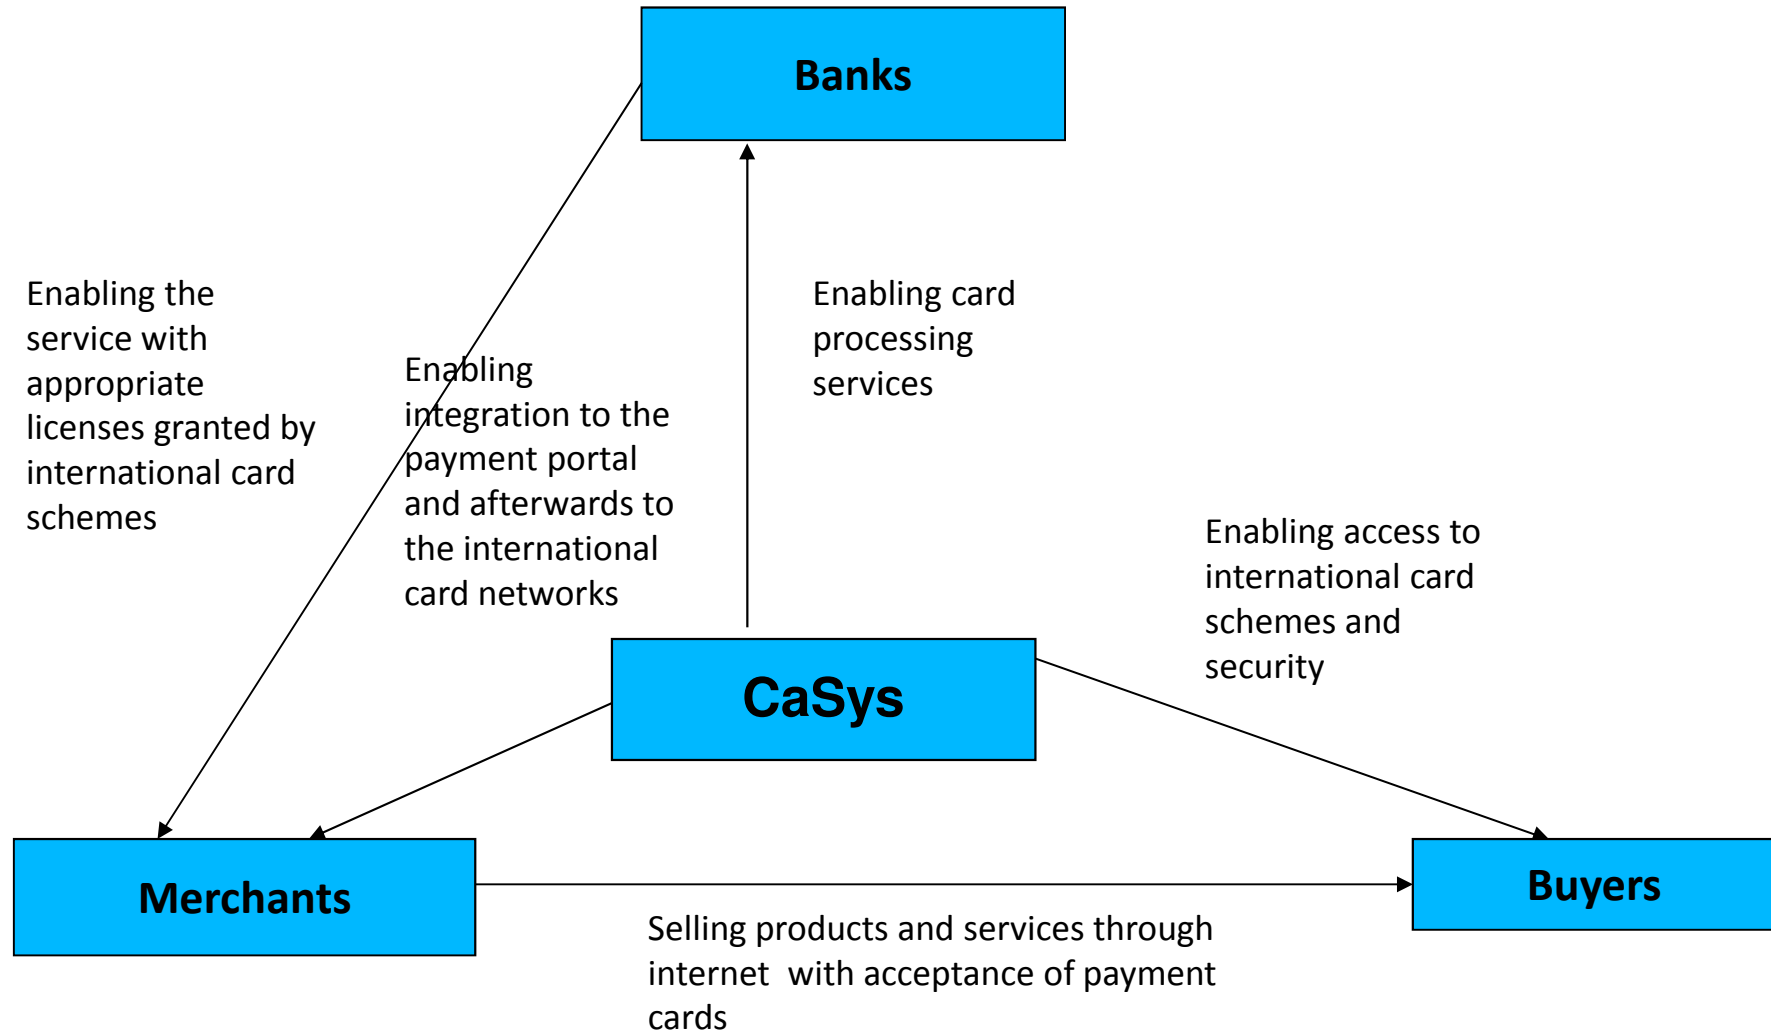 Banks
Enabling the
service with
appropriate
licenses granted by
international card
schemes
Enabling
integration to the
payment portal
and afterwards to
the international
card networks
Enabling card
processing
services
Enabling access to
international card
schemes and
security
CaSys
Merchants
Buyers
Selling products and services through
internet  with acceptance of payment
cards